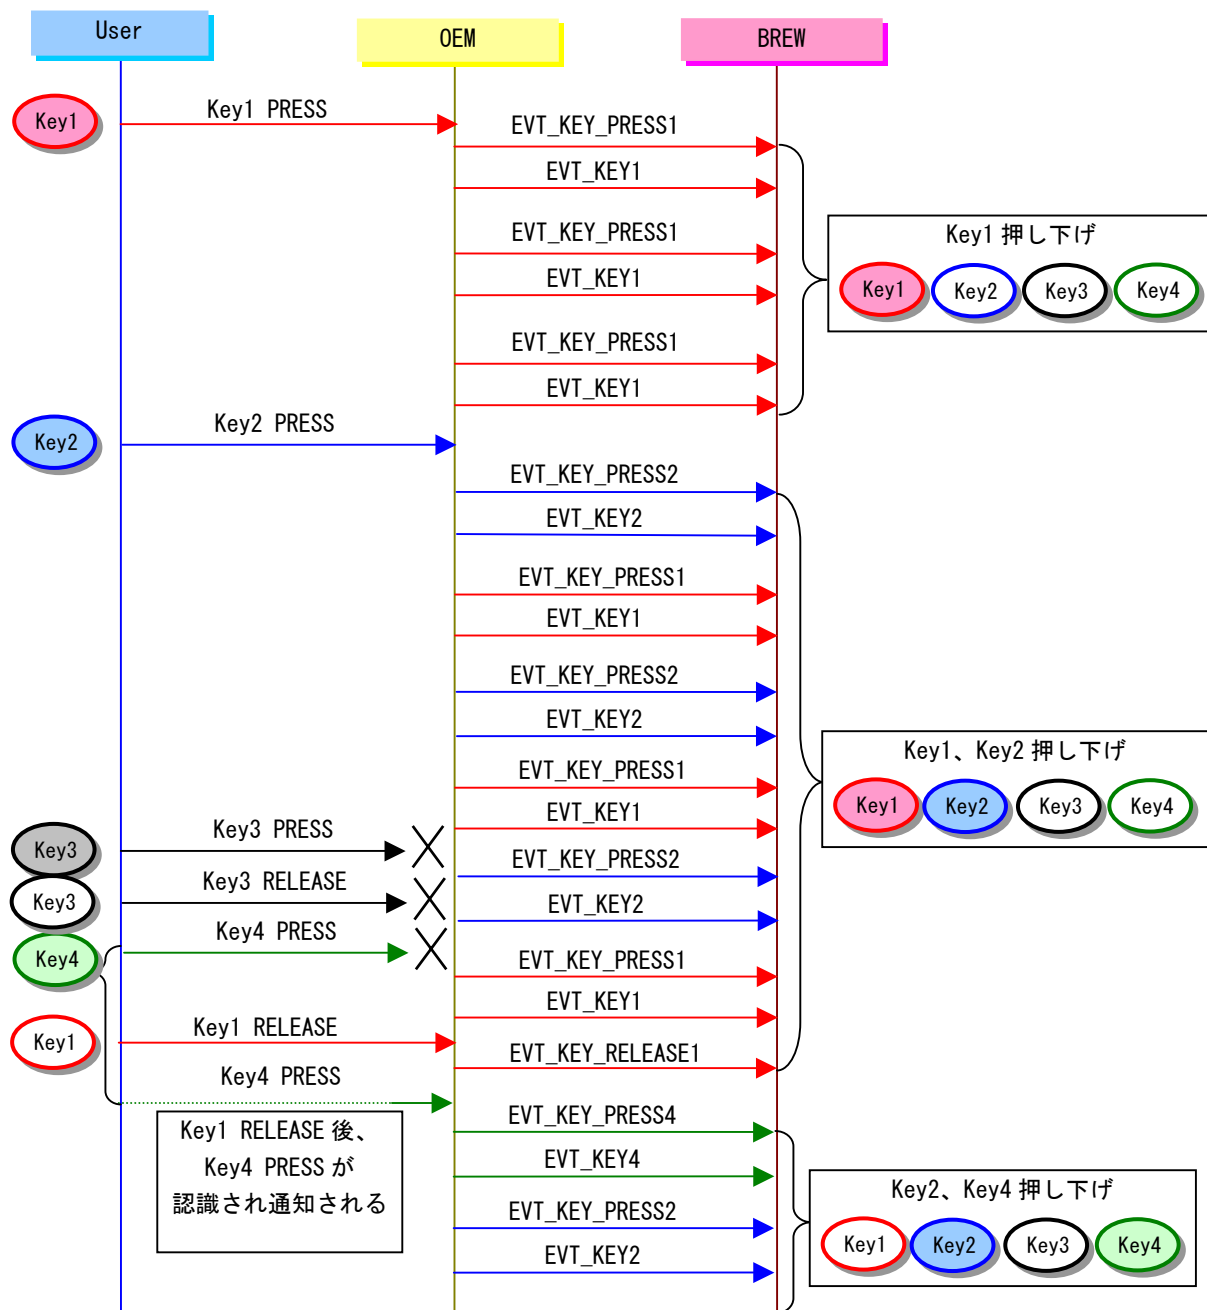 User
OEM
BREW
Key1
Key1 PRESS
EVT_KEY_PRESS1
EVT_KEY1
EVT_KEY_PRESS1
EVT_KEY1
Key1 押し下げ
Key1 Key2 Key3 Key4
EVT_KEY_PRESS1
EVT_KEY1
Key2
Key2 PRESS
EVT_KEY_PRESS2
EVT_KEY2
EVT_KEY_PRESS1
EVT_KEY1
EVT_KEY_PRESS2
EVT_KEY2
Key1、Key2 押し下げ
Key1 Key2 Key3 Key4
EVT_KEY_PRESS1
EVT_KEY1
Key3
Key3 PRESS
EVT_KEY_PRESS2
Key3
Key3 RELEASE
EVT_KEY2
Key4
Key4 PRESS
EVT_KEY_PRESS1
EVT_KEY1
Key1
Key1 RELEASE
EVT_KEY_RELEASE1
Key4 PRESS
EVT_KEY_PRESS4
Key1 RELEASE 後、
Key4 PRESS が
認識され通知される
EVT_KEY4
EVT_KEY_PRESS2
EVT_KEY2
Key2、Key4 押し下げ
Key1 Key2 Key3 Key4